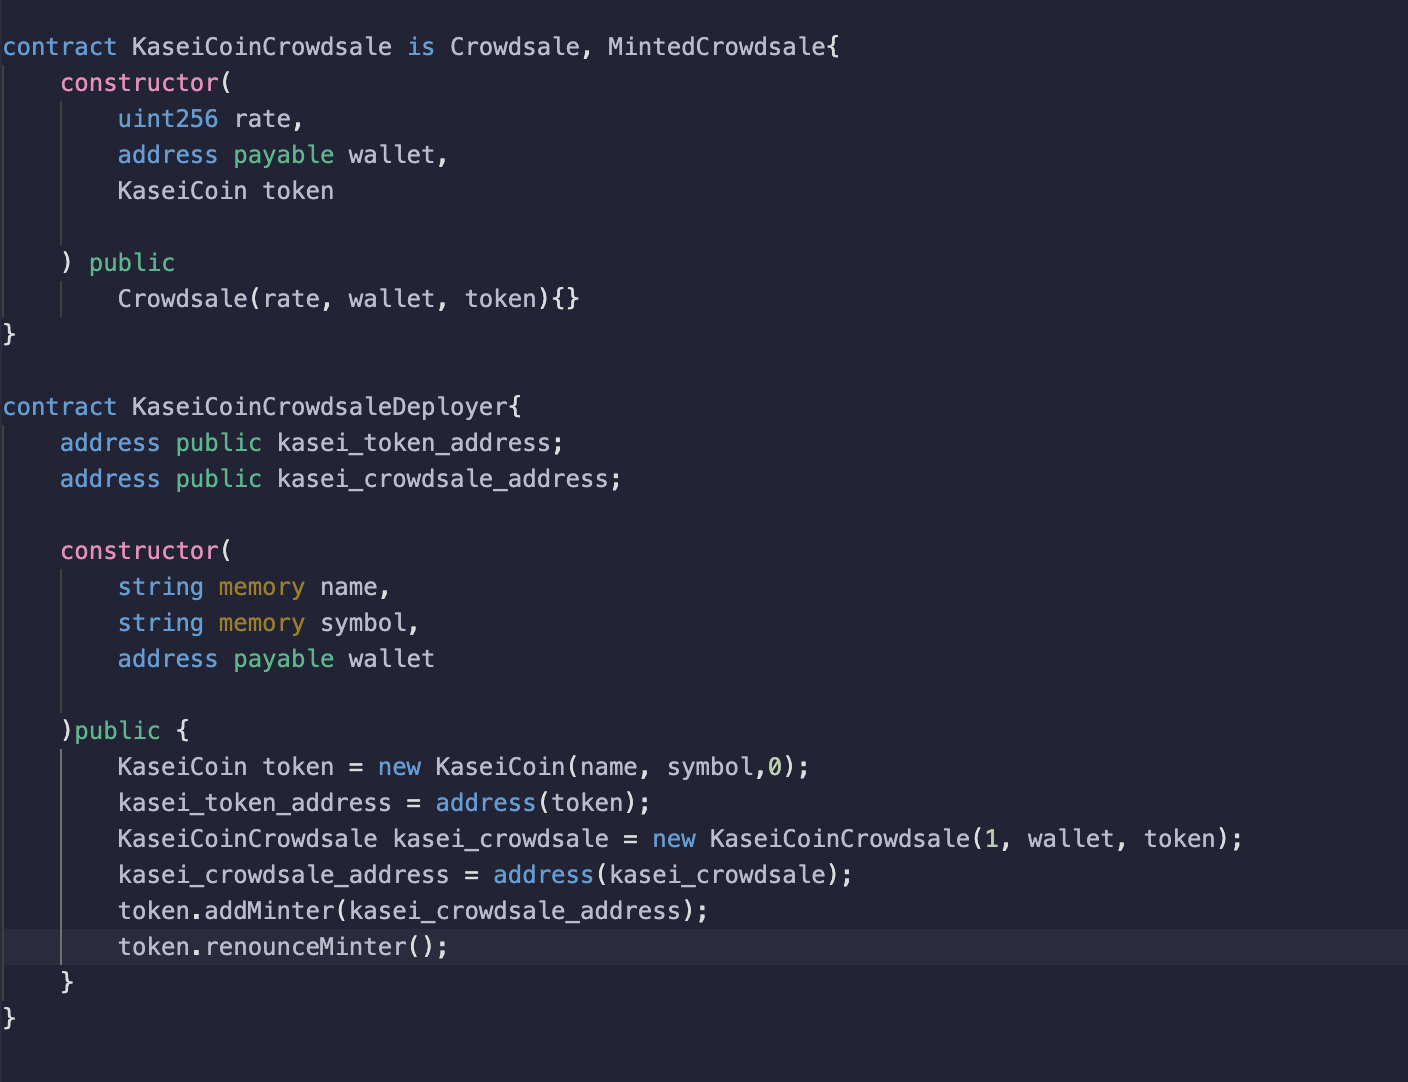 contract KaseiCoinCrowdsale is Crowdsale, MintedCrowdsale{
    constructor(
        uint256 rate,
        address payable wallet,
        KaseiCoin token
    ) public
        Crowdsale(rate, wallet, token){}
}
contract KaseiCoinCrowdsaleDeployer{
    address public kasei_token_address;
    address public kasei_crowdsale_address;
    constructor(
        string memory name,
        string memory symbol,
        address payable wallet
    )public {
        KaseiCoin token = new KaseiCoin(name, symbol,0);
        kasei_token_address = address(token);
        KaseiCoinCrowdsale kasei_crowdsale = new KaseiCoinCrowdsale(1, wallet, token);
        kasei_crowdsale_address = address(kasei_crowdsale);
        token.addMinter(kasei_crowdsale_address);
        token.renounceMinter();
    }
}